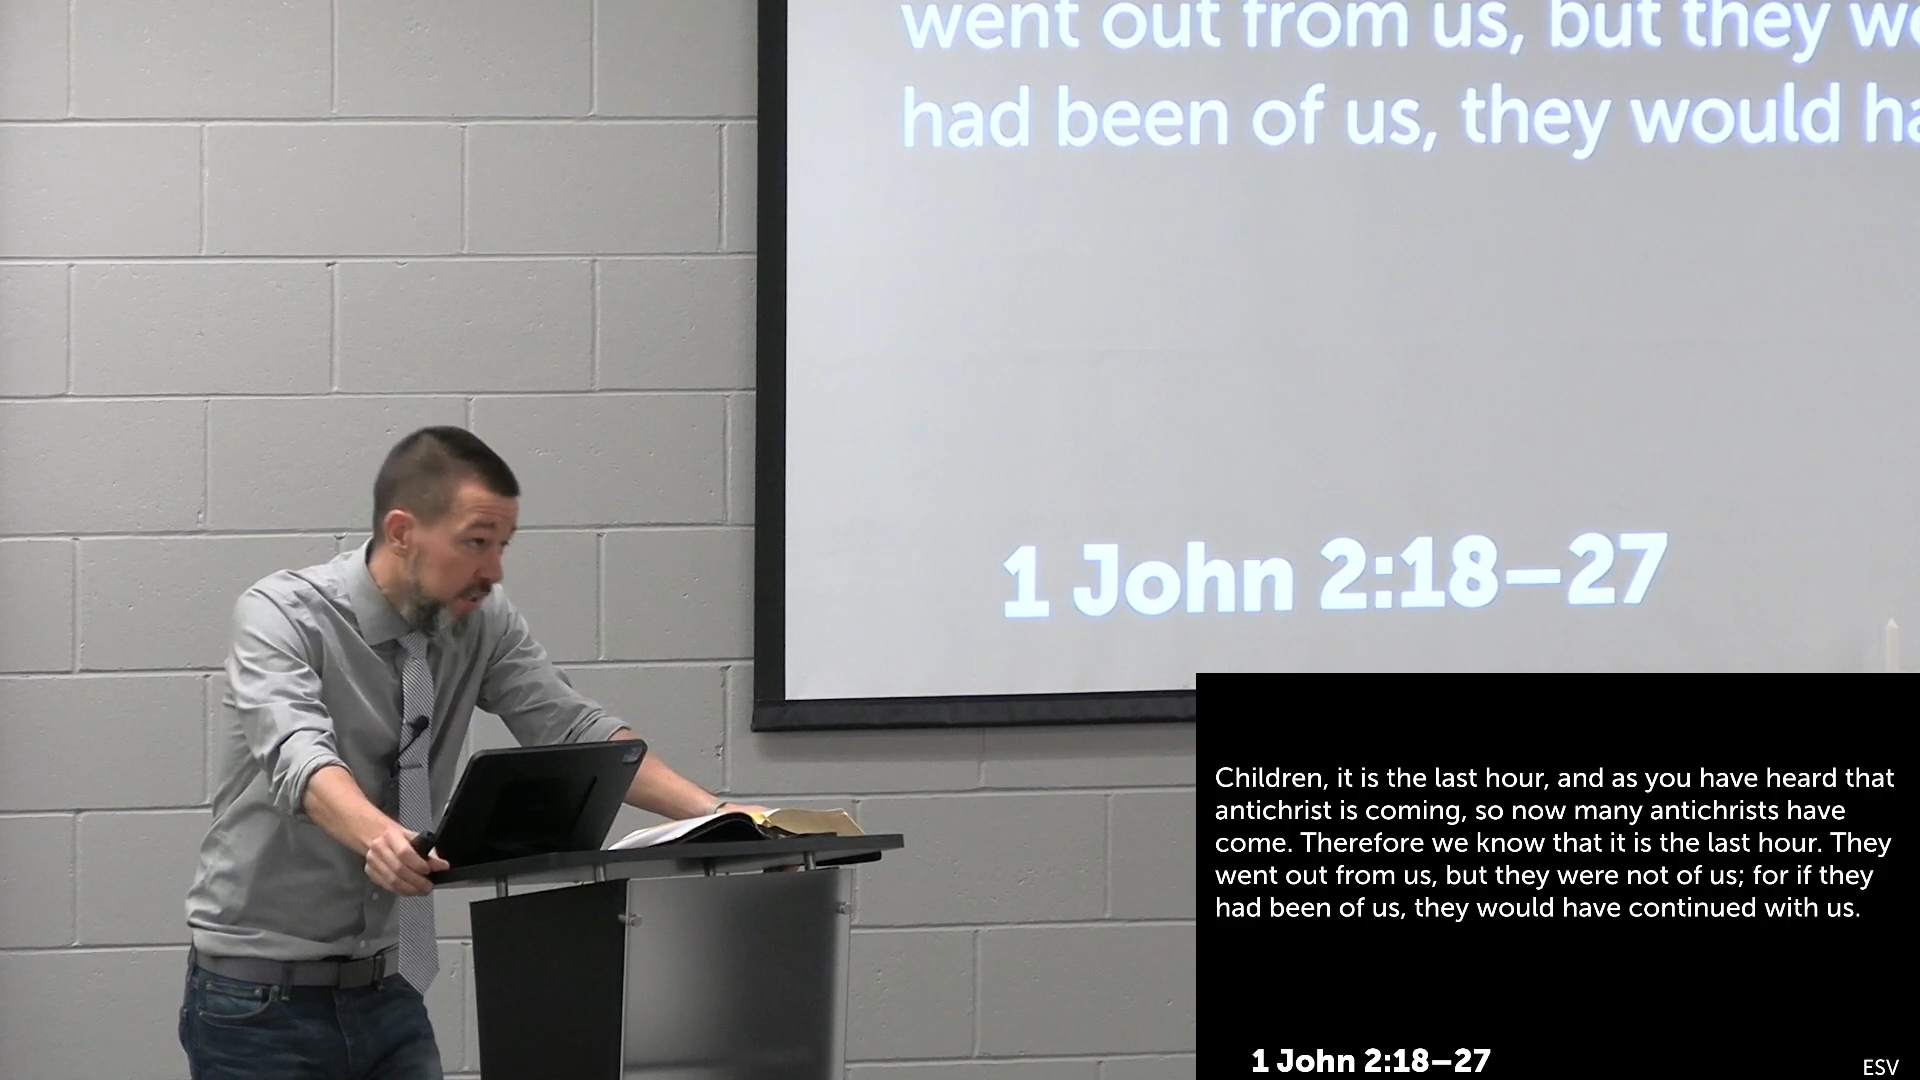 went out from us, but they we
had been of us, they would ha
1 John 2:18–27
Children, it is the last hour, and as you have heard that
antichrist is coming, so now many antichrists have
come. Therefore we know that it is the last hour. They
went out from us, but they were not of us; for if they
had been of us, they would have continued with us.
1 John 2:18–27
ESV